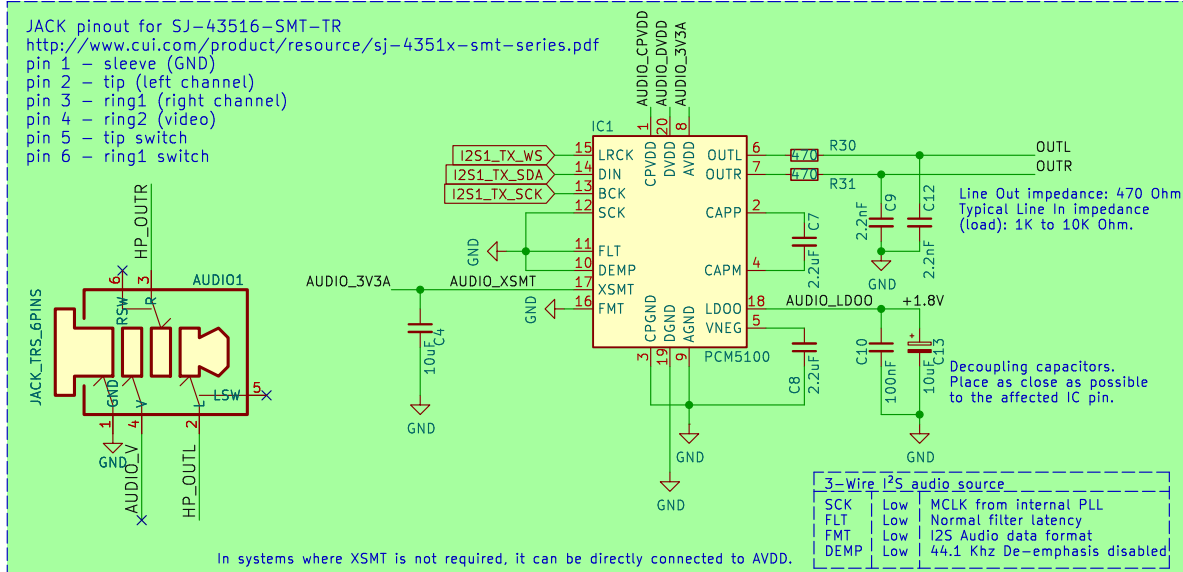 JACK pinout for SJ-43516-SMT-TR
http://www.cui.com/product/resource/sj-4351x-smt-series.pdf
pin 1 - sleeve (GND)
pin 2 - tip (left channel)
pin 3 - ring1 (right channel)
pin 4 - ring2 (video)
pin 5 - tip switch
pin 6 - ring1 switch
HP_OUTR
6
3
AUDIO1
RSW
R
JACK_TRS_6PINS
GND
V
L
LSW
5
1
4
2
GND
AUDIO_V
HP_OUTL
AUDIO_CPVDD
AUDIO_DVDD
AUDIO_3V3A
IC1
1
20
8
CPVDD
DVDD
AVDD
I2S1_TX_WS
15
LRCK
I2S1_TX_SDA
14
DIN
I2S1_TX_SCK
13
BCK
12
SCK
11
FLT
10
DEMP
GND
AUDIO_3V3A
AUDIO_XSMT
17
XSMT
GND
16
FMT
10uF
C4
GND
OUTL
6
470
R30
OUTL
OUTR
7
470
R31
OUTR
CAPP
2
C7
2.2uF
CAPM
4
LDOO
18
AUDIO_LDOO
+1.8V
VNEG
5
CPGND
DGND
AGND
PCM5100
3
19
9
C8
2.2uF
GND
GND
C9
2.2nF
C12
2.2nF
GND
Line Out impedance: 470 Ohm
Typical Line In impedance
(load): 1K to 10K Ohm.
C10
100nF
+
C13
10uF
GND
Decoupling capacitors.
Place as close as possible
to the affected IC pin.
3-Wire I²S audio source
SCK Low MCLK from internal PLL
FLT Low Normal filter latency
FMT Low I2S Audio data format
DEMP Low 44.1 Khz De-emphasis disabled
In systems where XSMT is not required, it can be directly connected to AVDD.